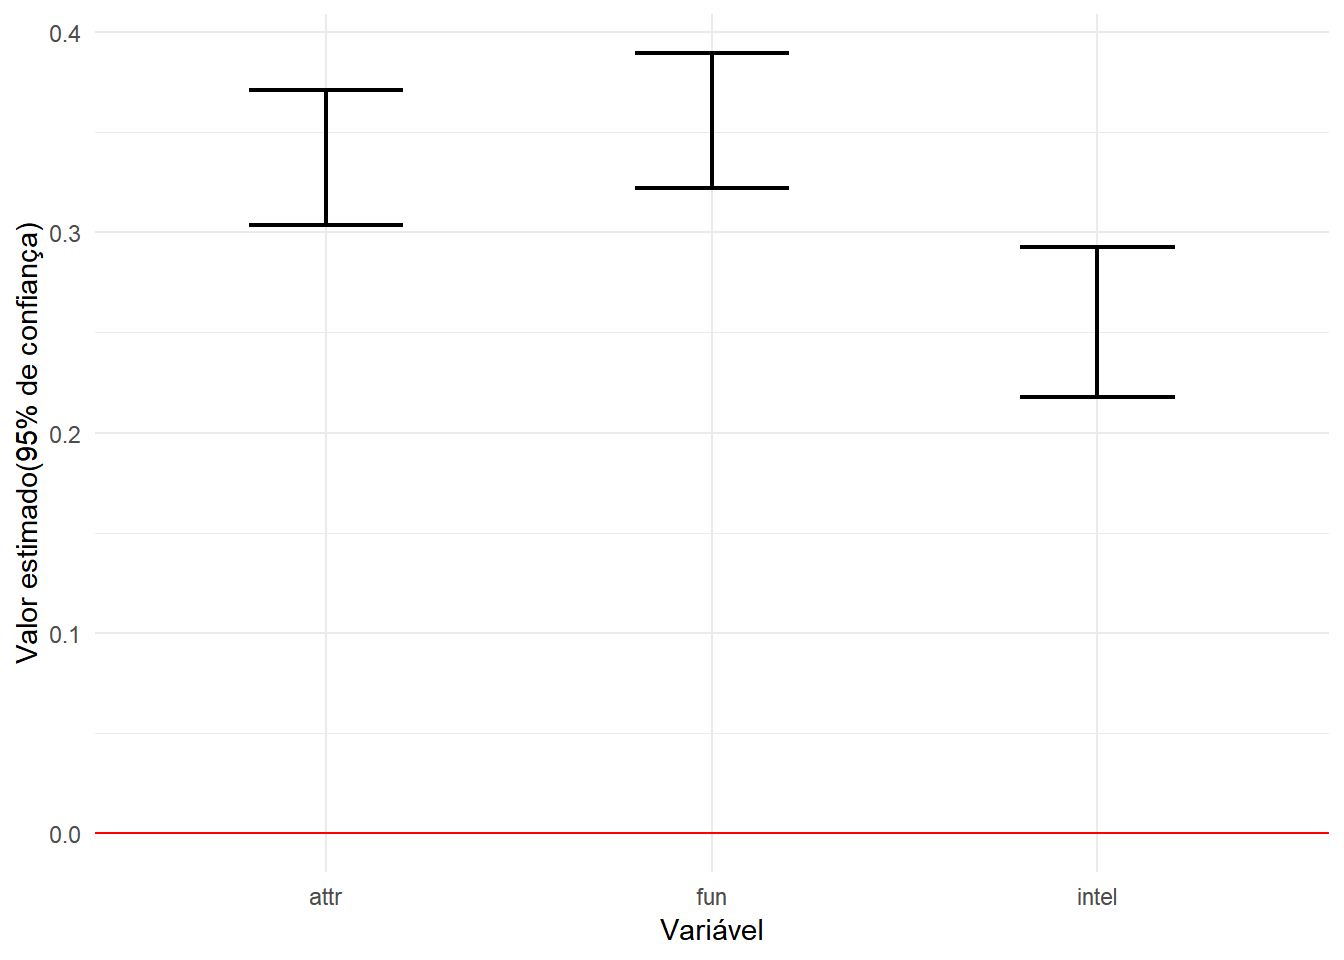 Valor estimado(95% de confiança)
0.4
0.3
0.2
0.1
0.0
attr
fun
intel
Variável